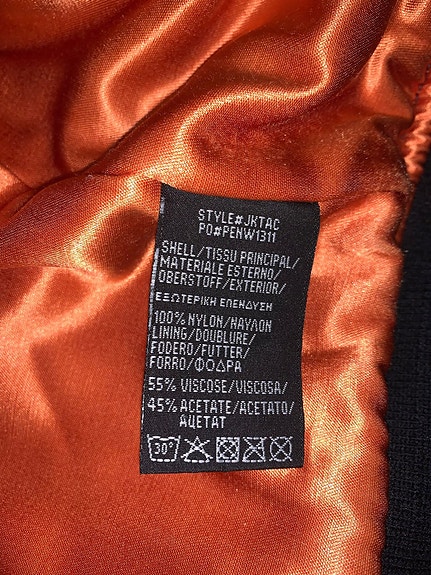 STYLE#JKTAC
PO#PENW1311
SHELL/TISSU PRINCIPAL/
MATERIALE ESTERNO/
OBERSTOFF/EXTERIOR/
ΕΞΩΤΕΡΙΚΗ ΕΠΕΝΔΥΣΗ
100% NYLON/ΝΑΥΛΟΝ
LINING/DOUBLURE/
FODERO/FUTTER/
FORRO/ΦΟΔΡΑ
55% VISCOSE/VISCOSA/
45% ACETATE/ACETATO/
АЦЕТАТ
30°